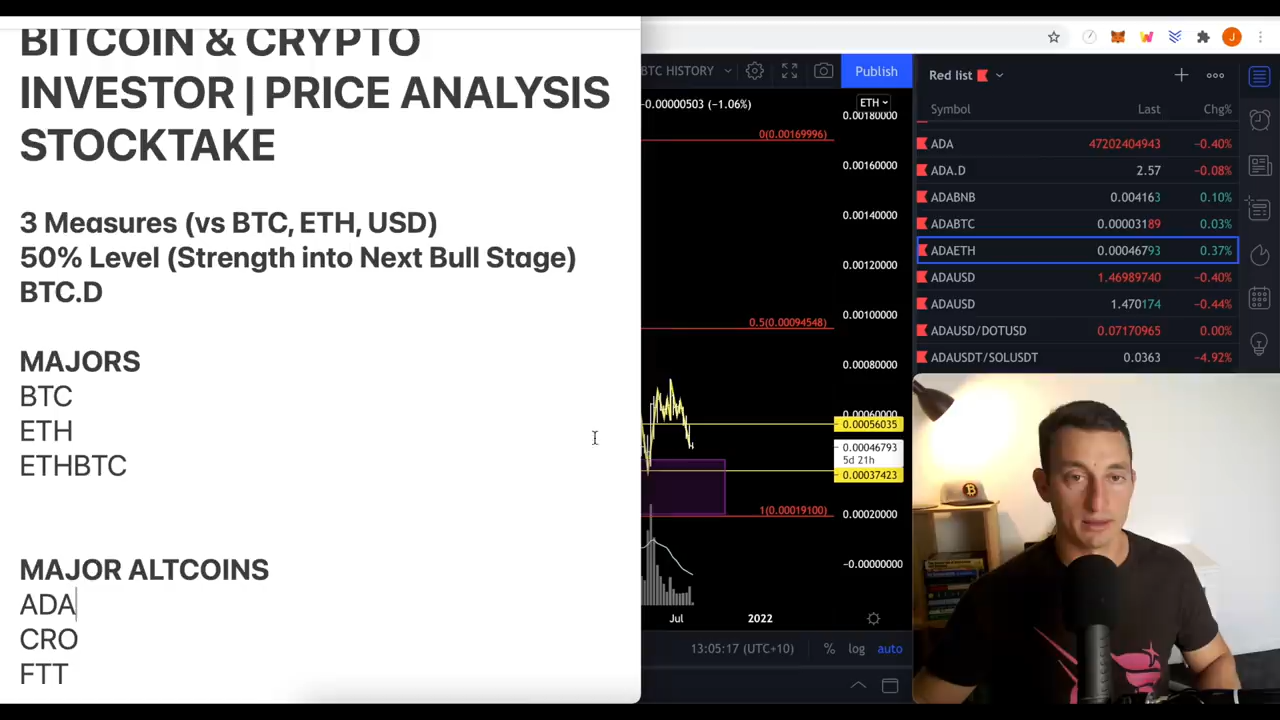 BITCOIN & CRYPTO
INVESTOR | PRICE ANALYSIS
STOCKTAKE
3 Measures (vs BTC, ETH, USD)
50% Level (Strength into Next Bull Stage)
BTC.D
MAJORS
BTC
ETH
ETHBTC
MAJOR ALTCOINS
ADA
CRO
FTT
BTC HISTORY
Publish
-0.00000503 (−1.06%)
ETH
0.00180000
0(0.00169996)
0.00160000
0.00140000
0.00120000
0.00100000
0.5(0.00094548)
0.00080000
0.00060000
0.00056035
0.00046793
5d 21h
0.00037423
1(0.00019100)
0.00020000
−0.00000000
Jul
2022
13:05:17 (UTC+10)
%
log
auto
J
Red list
Symbol Last Chg%
ADA 47202404943 −0.40%
ADA.D 2.57 −0.08%
ADABNB 0.004163 0.10%
ADABTC 0.00003189 0.03%
ADAETH 0.00046793 0.37%
ADAUSD 1.46989740 −0.40%
ADAUSD 1.470174 −0.44%
ADAUSD/DOTUSD 0.07170965 0.00%
ADAUSDT/SOLUSDT 0.0363 −4.92%